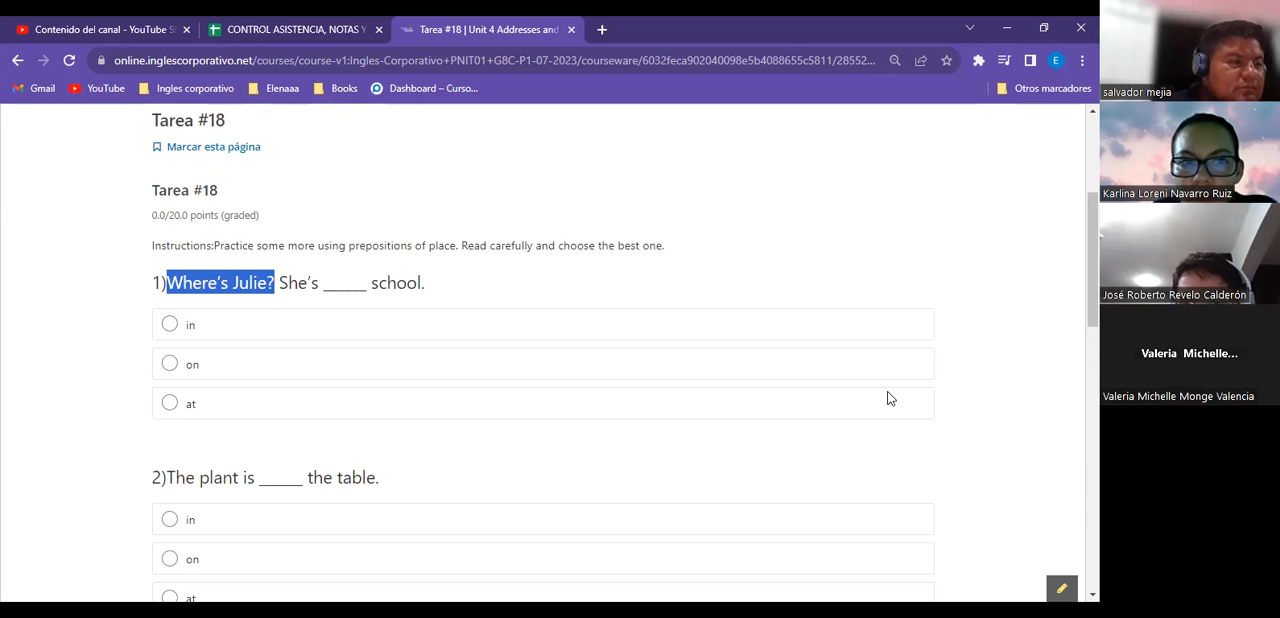 Contenido del canal - YouTube S
CONTROL ASISTENCIA, NOTAS Y
Tarea #18 | Unit 4 Addresses and
online.inglescorporativo.net/courses/course-v1:Ingles-Corporativo+PNIT01+G8C-P1-07-2023/courseware/6032feca902040098e5b4088655c5811/28552...
E
Gmail
YouTube
Ingles corporativo
Elenaaa
Books
Dashboard – Curso...
Otros marcadores
Tarea #18
Marcar esta página
Tarea #18
0.0/20.0 points (graded)
Instructions:Practice some more using prepositions of place. Read carefully and choose the best one.
1)Where's Julie? She's ______ school.
in
on
at
2)The plant is ______ the table.
in
on
at
salvador mejia
Karlina Loreni Navarro Ruiz
José Roberto Revelo Calderón
Valeria Michelle...
Valeria Michelle Monge Valencia